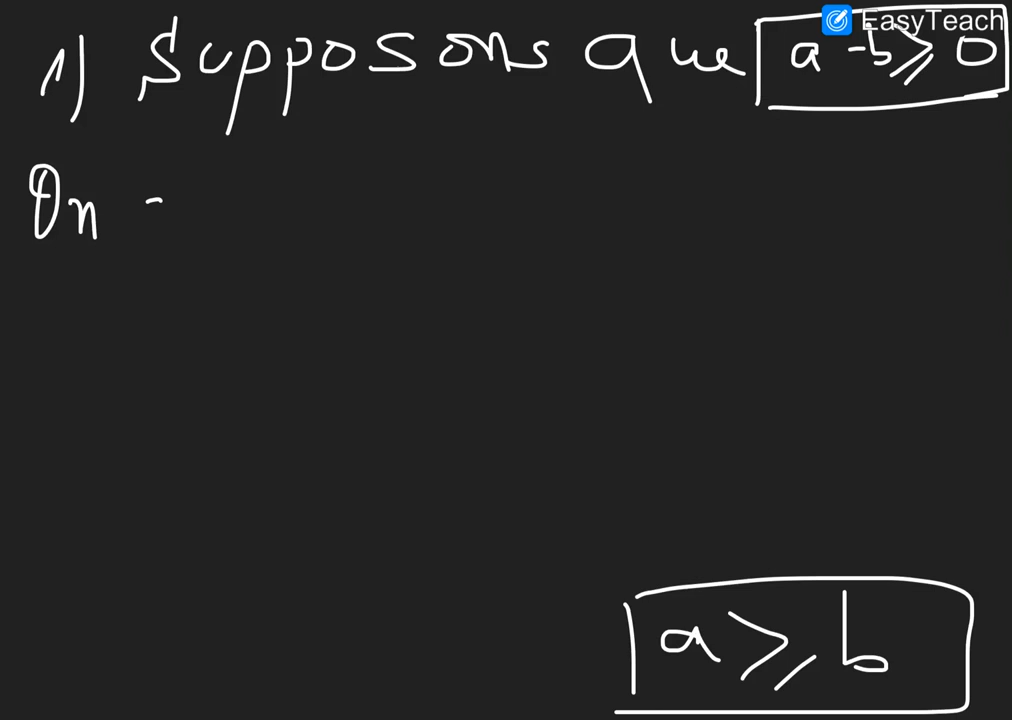 EasyTeach
1) Supposons que a - b ⩾ 0
On -
a ⩾ b